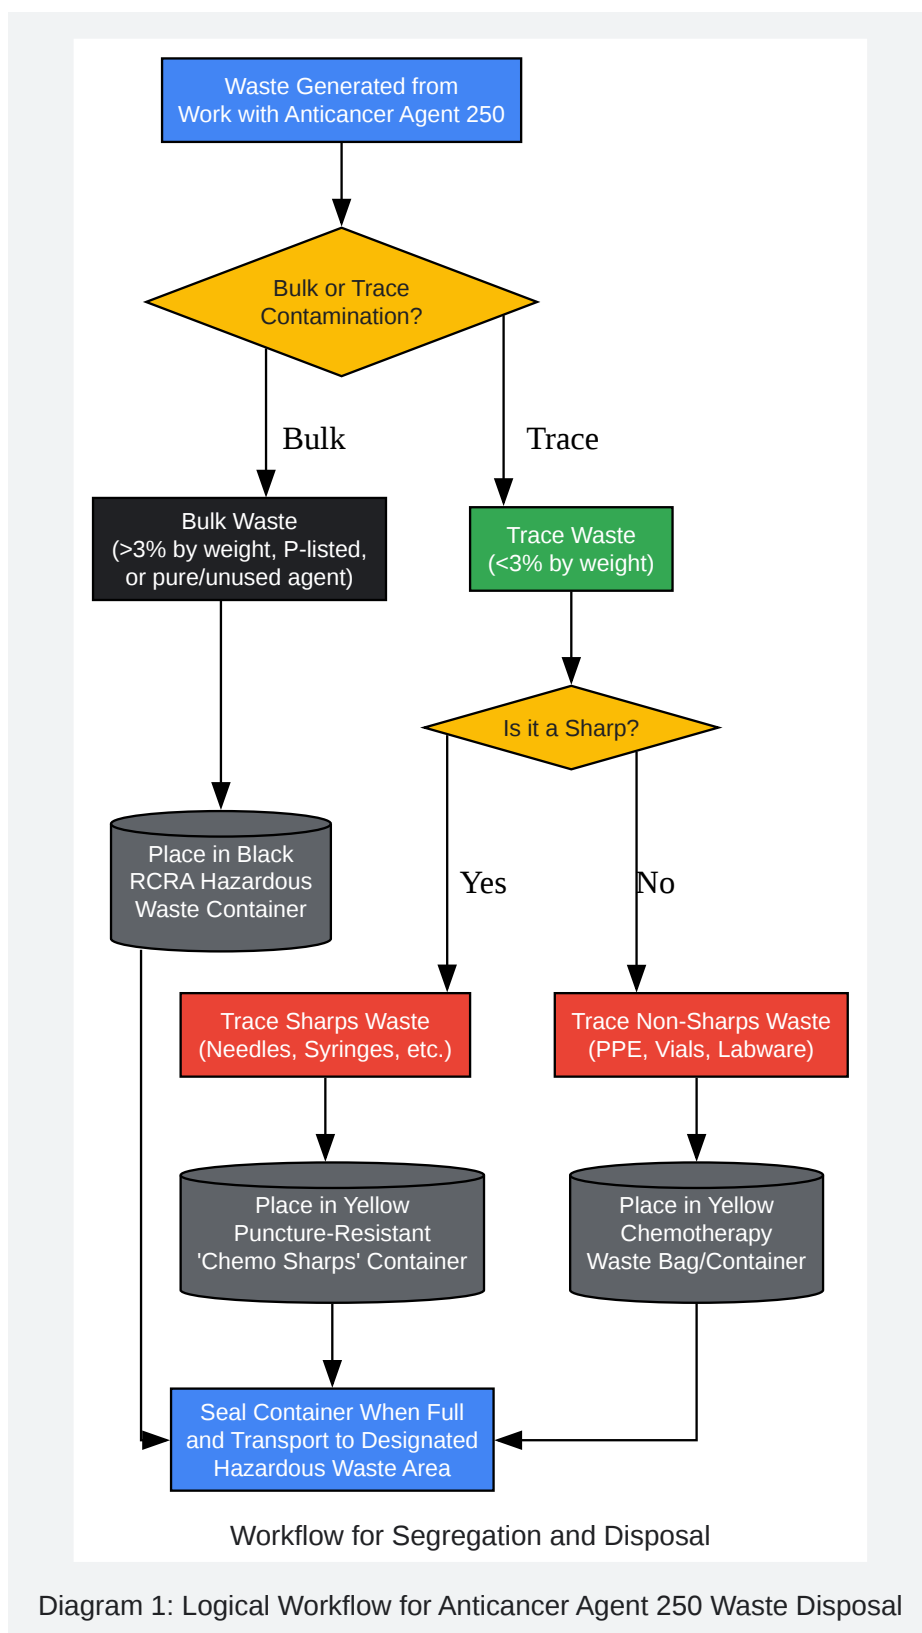 Waste Generated from
Work with Anticancer Agent 250
Bulk or Trace
Contamination?
Bulk
Trace
Bulk Waste
(>3% by weight, P-listed,
or pure/unused agent)
Trace Waste
(<3% by weight)
Is it a Sharp?
Place in Black
RCRA Hazardous
Waste Container
Yes
No
Trace Sharps Waste
(Needles, Syringes, etc.)
Trace Non-Sharps Waste
(PPE, Vials, Labware)
Place in Yellow
Puncture-Resistant
'Chemo Sharps' Container
Place in Yellow
Chemotherapy
Waste Bag/Container
Seal Container When Full
and Transport to Designated
Hazardous Waste Area
Workflow for Segregation and Disposal
Diagram 1: Logical Workflow for Anticancer Agent 250 Waste Disposal